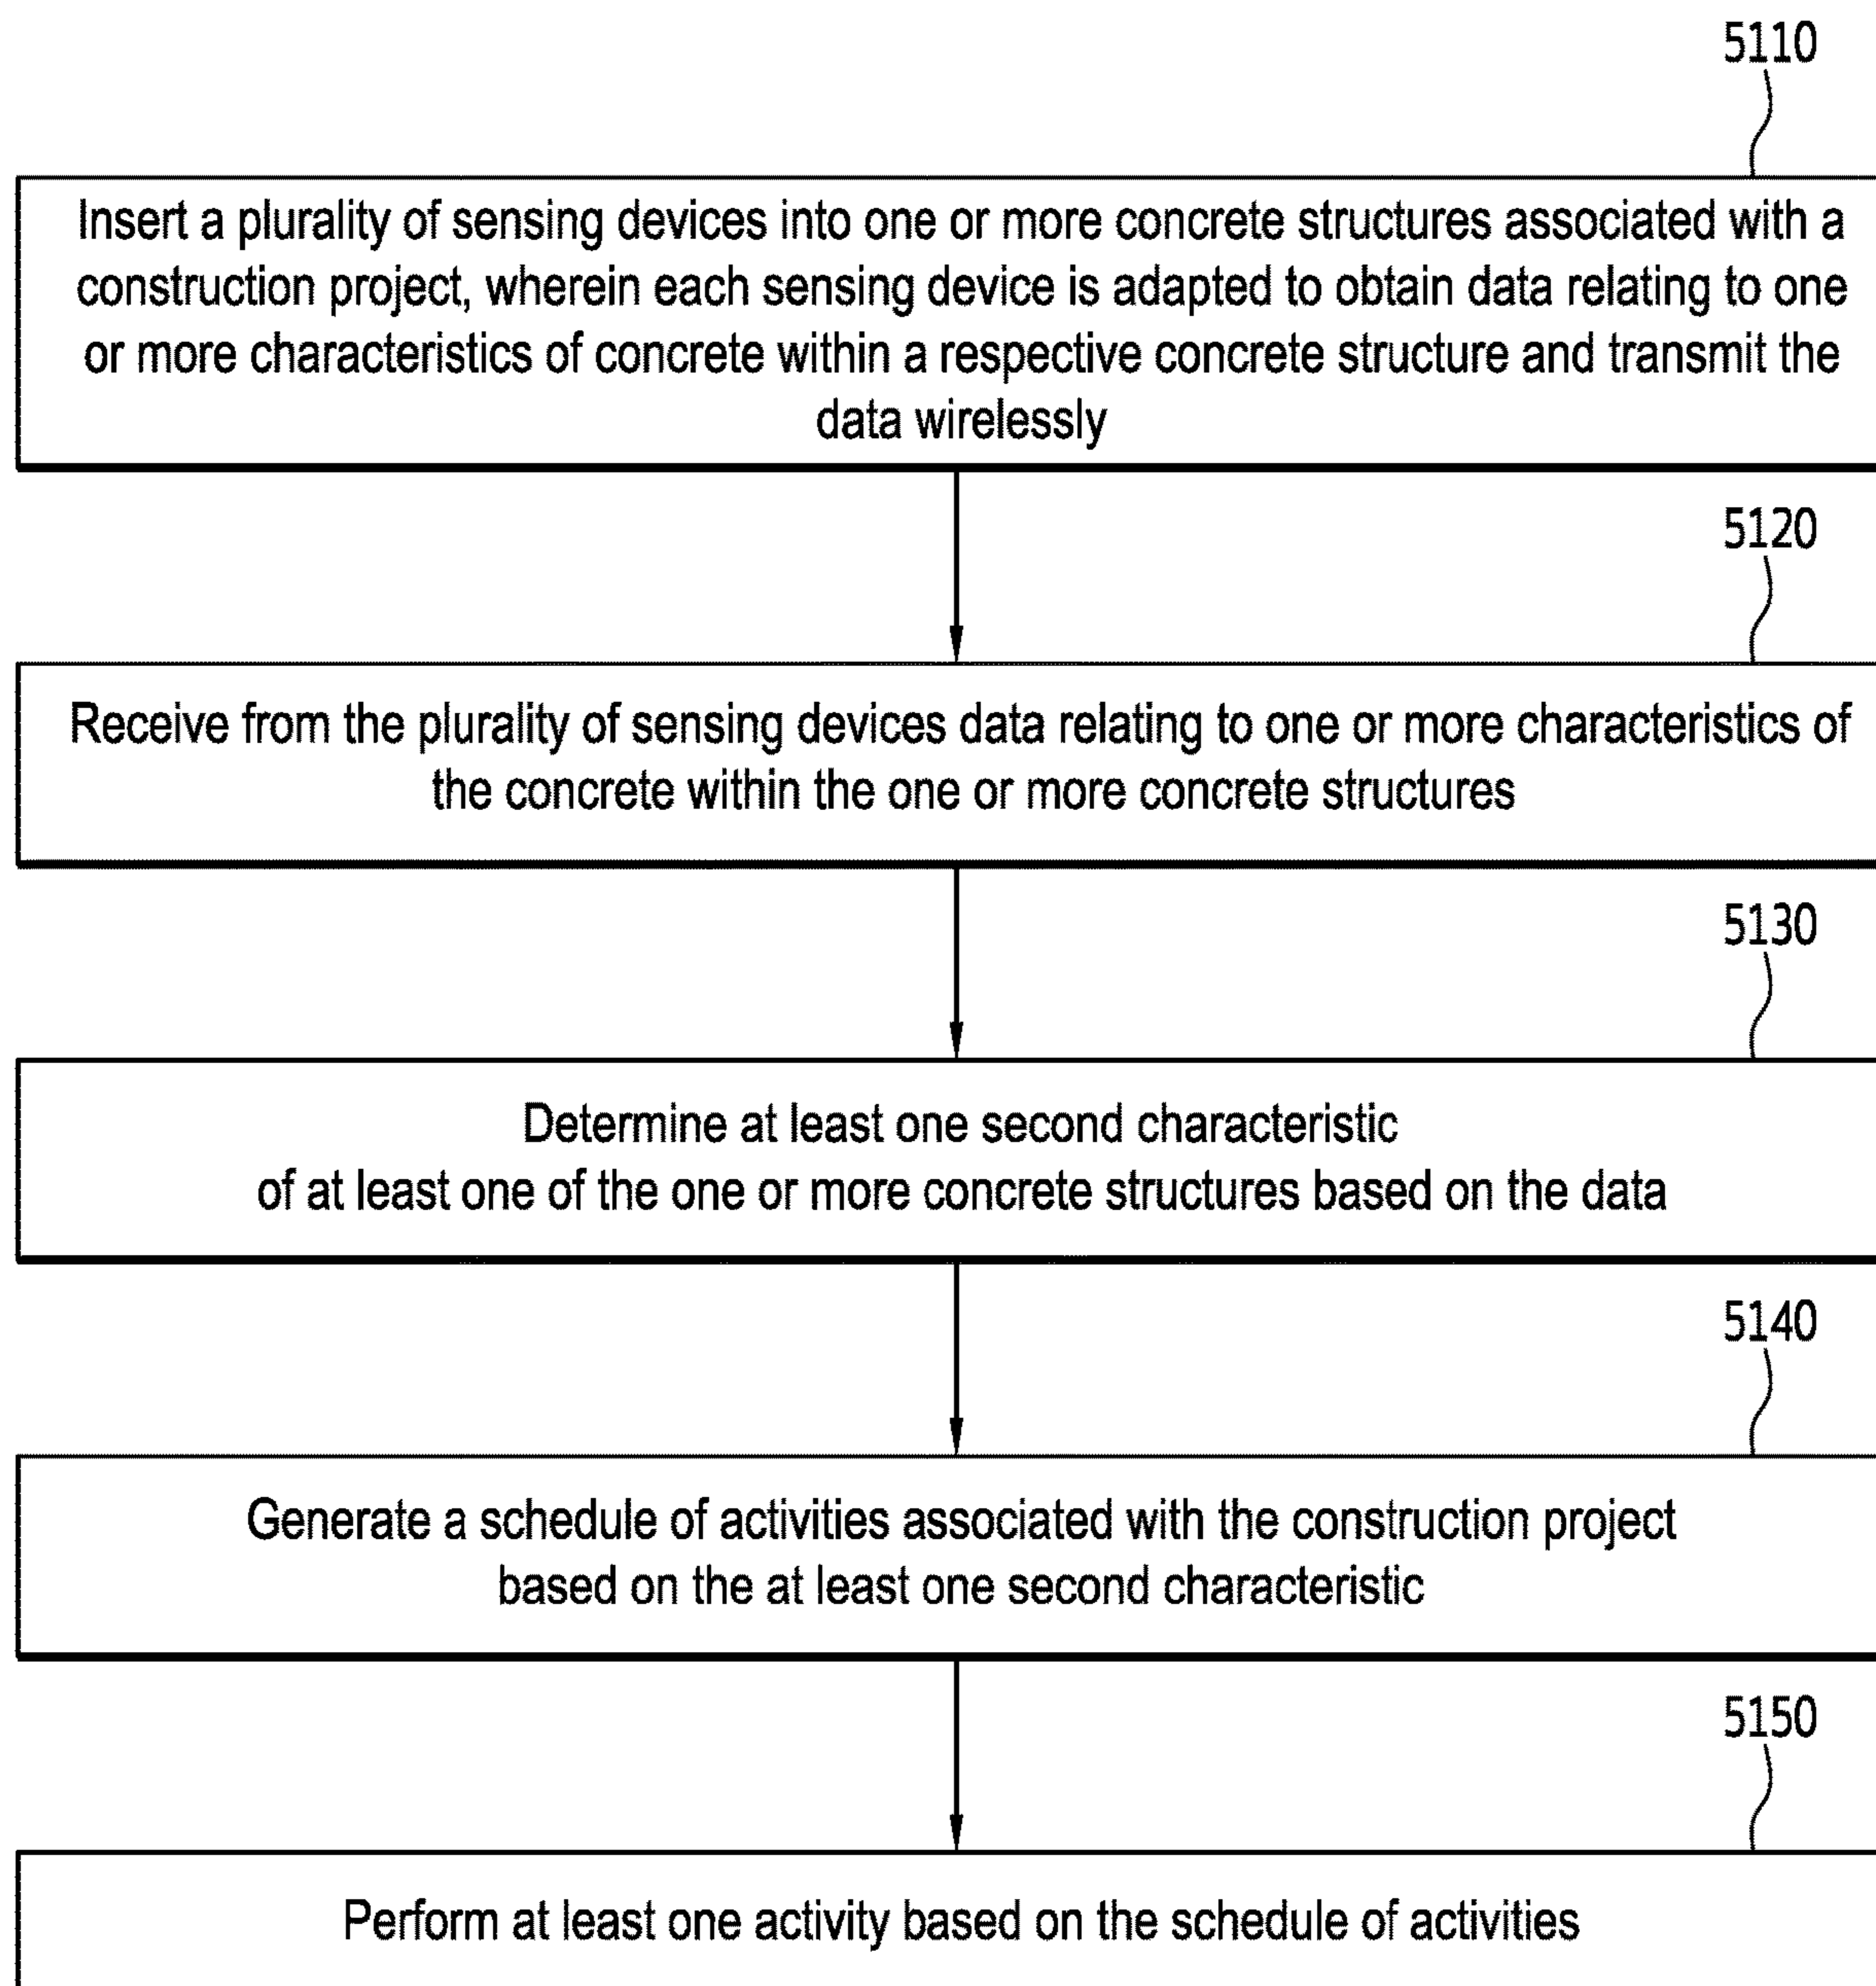 5110
Insert a plurality of sensing devices into one or more concrete structures associated with a
construction project, wherein each sensing device is adapted to obtain data relating to one
or more characteristics of concrete within a respective concrete structure and transmit the
data wirelessly
5120
Receive from the plurality of sensing devices data relating to one or more characteristics of
the concrete within the one or more concrete structures
5130
Determine at least one second characteristic
of at least one of the one or more concrete structures based on the data
5140
Generate a schedule of activities associated with the construction project
based on the at least one second characteristic
5150
Perform at least one activity based on the schedule of activities